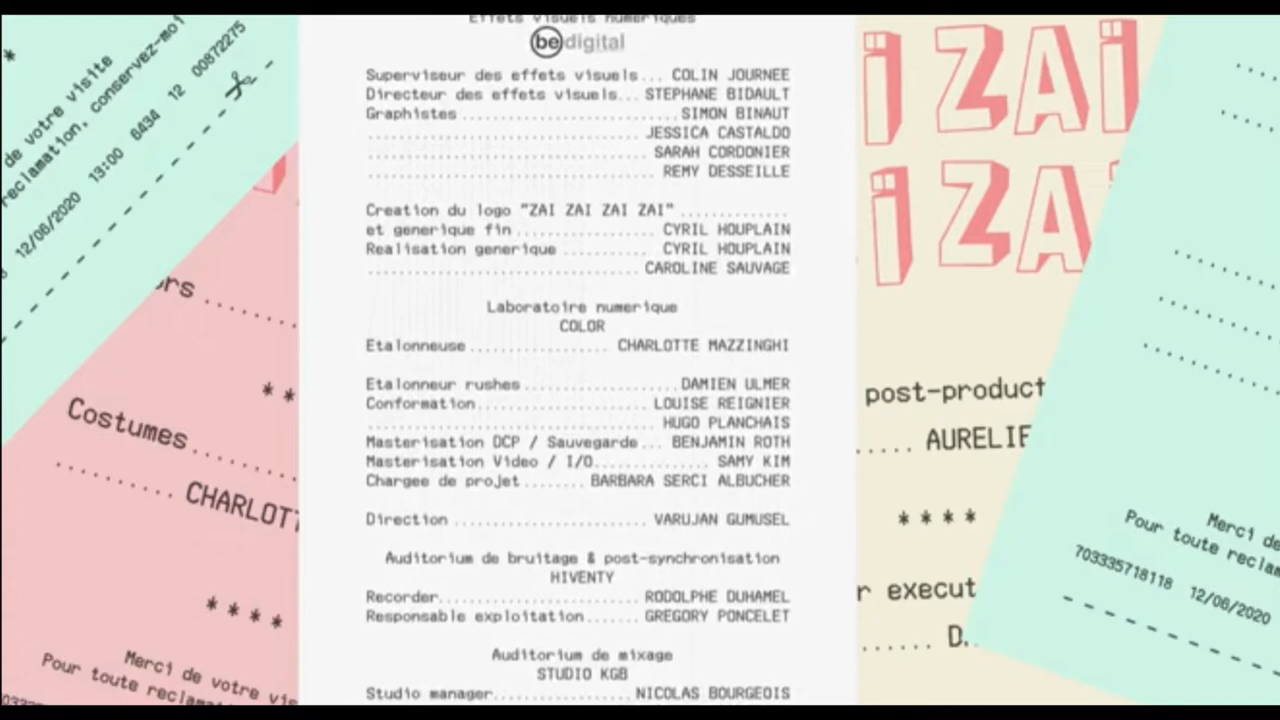 *
de votre visite
reclamation, conservez-moi
12/06/2020 13:00 6434 12 00872275
Costumes....................
.......... CHARLOTT
* * * *
Merci de votre vis
Pour toute reclamat
Effets visuels numeriques
be digital
Superviseur des effets visuels... COLIN JOURNEE
Directeur des effets visuels... STEPHANE BIDAULT
Graphistes ........................ SIMON BINAUT
............................... JESSICA CASTALDO
................................ SARAH CORDONIER
................................. REMY DESSEILLE
Creation du logo "ZAI ZAI ZAI ZAI" ............
et generique fin ................ CYRIL HOUPLAIN
Realisation generique .......... CYRIL HOUPLAIN
............................... CAROLINE SAUVAGE
Laboratoire numerique
COLOR
Etalonneuse ................ CHARLOTTE MAZZINGHI
Etalonneur rushes .................DAMIEN ULMER
Conformation................... LOUISE REIGNIER
................................. HUGO PLANCHAIS
Masterisation DCP / Sauvegarde... BENJAMIN ROTH
Masterisation Video / I/O............. SAMY KIM
Chargee de projet ....... BARBARA SERCI ALBUCHER
Direction ..................... VARUJAN GUMUSEL
Auditorium de bruitage & post-synchronisation
HIVENTY
Recorder....................... RODOLPHE DUHAMEL
Responsable exploitation ....... GREGORY PONCELET
Auditorium de mixage
STUDIO KGB
Studio manager................ NICOLAS BOURGEOIS
ZAI
post-product
..... AURELIE
* * * *
execut
....... D.
Merci de
Pour toute reclam
703335718118 12/06/2020